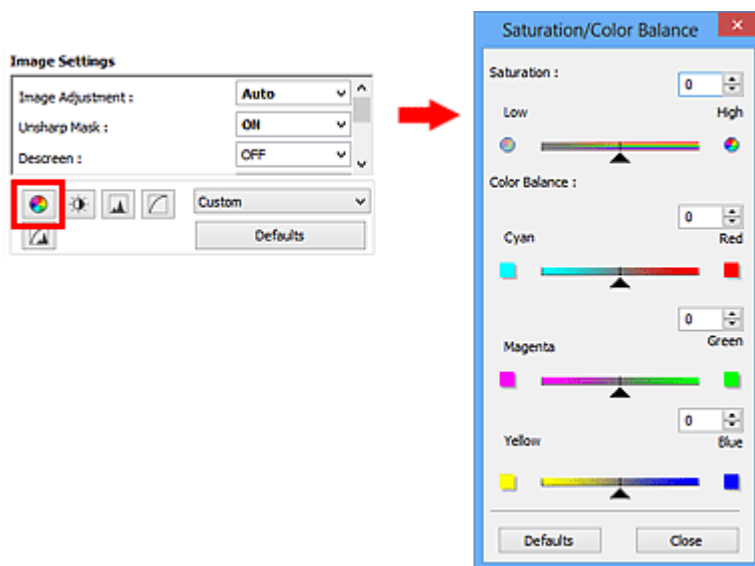 Image Settings
Image Adjustment : Auto
Unsharp Mask : ON
Descreen : OFF
Custom
Defaults
Saturation/Color Balance
Saturation :
0
Low High
Color Balance :
0
Cyan Red
0
Magenta Green
0
Yellow Blue
Defaults Close